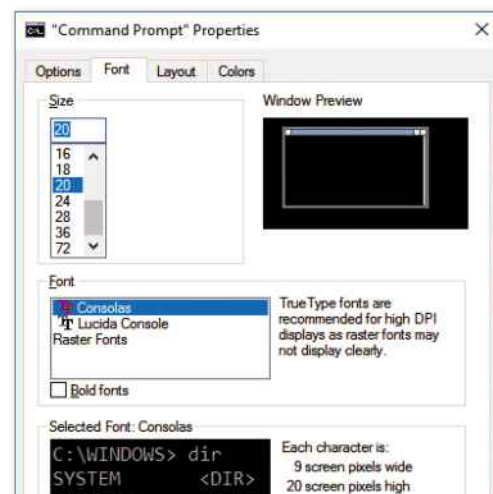 "Command Prompt" Properties
Options Font Layout Colors
Size
20
16
18
20
24
28
36
72
Window Preview
Font
Consolas
Lucida Console
Raster Fonts
TrueType fonts are
recommended for high DPI
displays as raster fonts may
not display clearly.
Bold fonts
Selected Font: Consolas
C:\WINDOWS> dir
SYSTEM <DIR>
Each character is:
9 screen pixels wide
20 screen pixels high